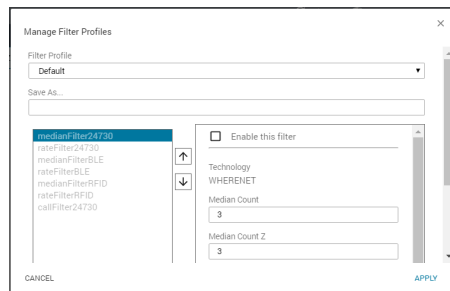 Manage Filter Profiles
×
Filter Profile
Default
Save As...
medianFilter24730
rateFilter24730
medianFilterBLE
rateFilterBLE
medianFilterRFID
rateFilterRFID
callFilter24730
Enable this filter
Technology
WHERENET
Median Count
3
Median Count Z
3
CANCEL
APPLY